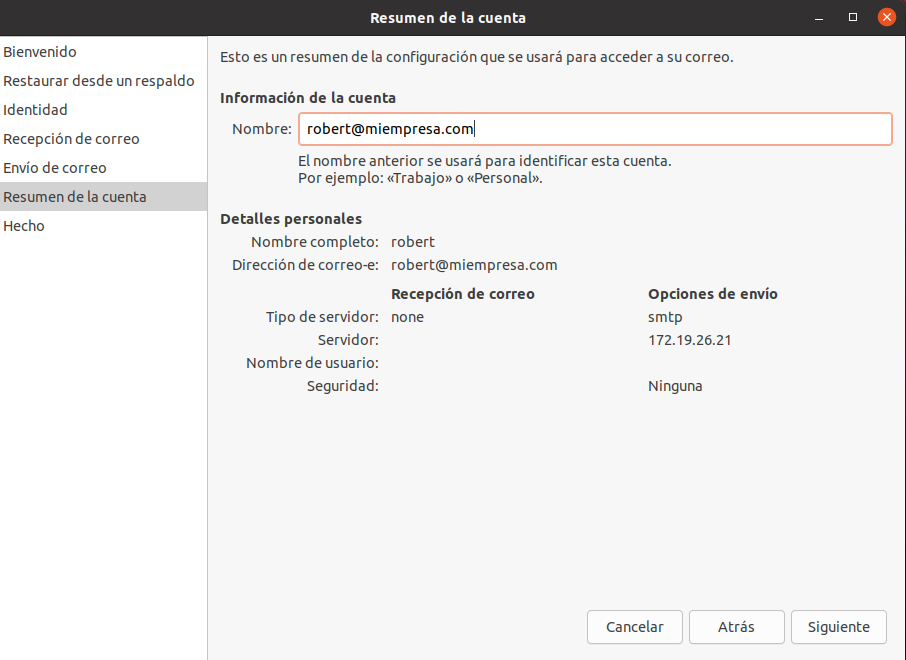 Resumen de la cuenta
Bienvenido
Restaurar desde un respaldo
Identidad
Recepción de correo
Envío de correo
Resumen de la cuenta
Hecho
Esto es un resumen de la configuración que se usará para acceder a su correo.
Información de la cuenta
Nombre: robert@miempresa.com
El nombre anterior se usará para identificar esta cuenta.
Por ejemplo: «Trabajo» o «Personal».
Detalles personales
Nombre completo: robert
Dirección de correo-e: robert@miempresa.com
Recepción de correo Opciones de envío
Tipo de servidor: none smtp
Servidor: 172.19.26.21
Nombre de usuario:
Seguridad: Ninguna
Cancelar Atrás Siguiente